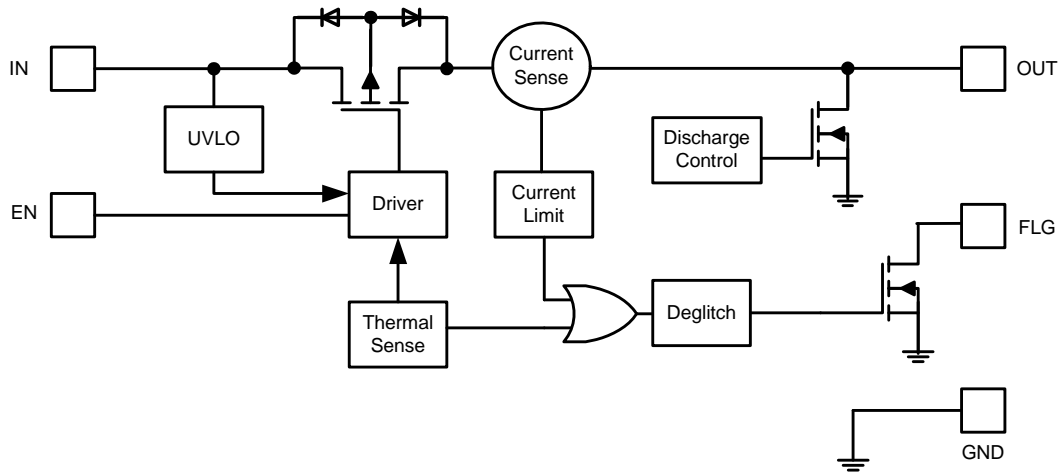 IN
Current
Sense
OUT
UVLO
Discharge
Control
EN
Driver
Current
Limit
FLG
Thermal
Sense
Deglitch
GND